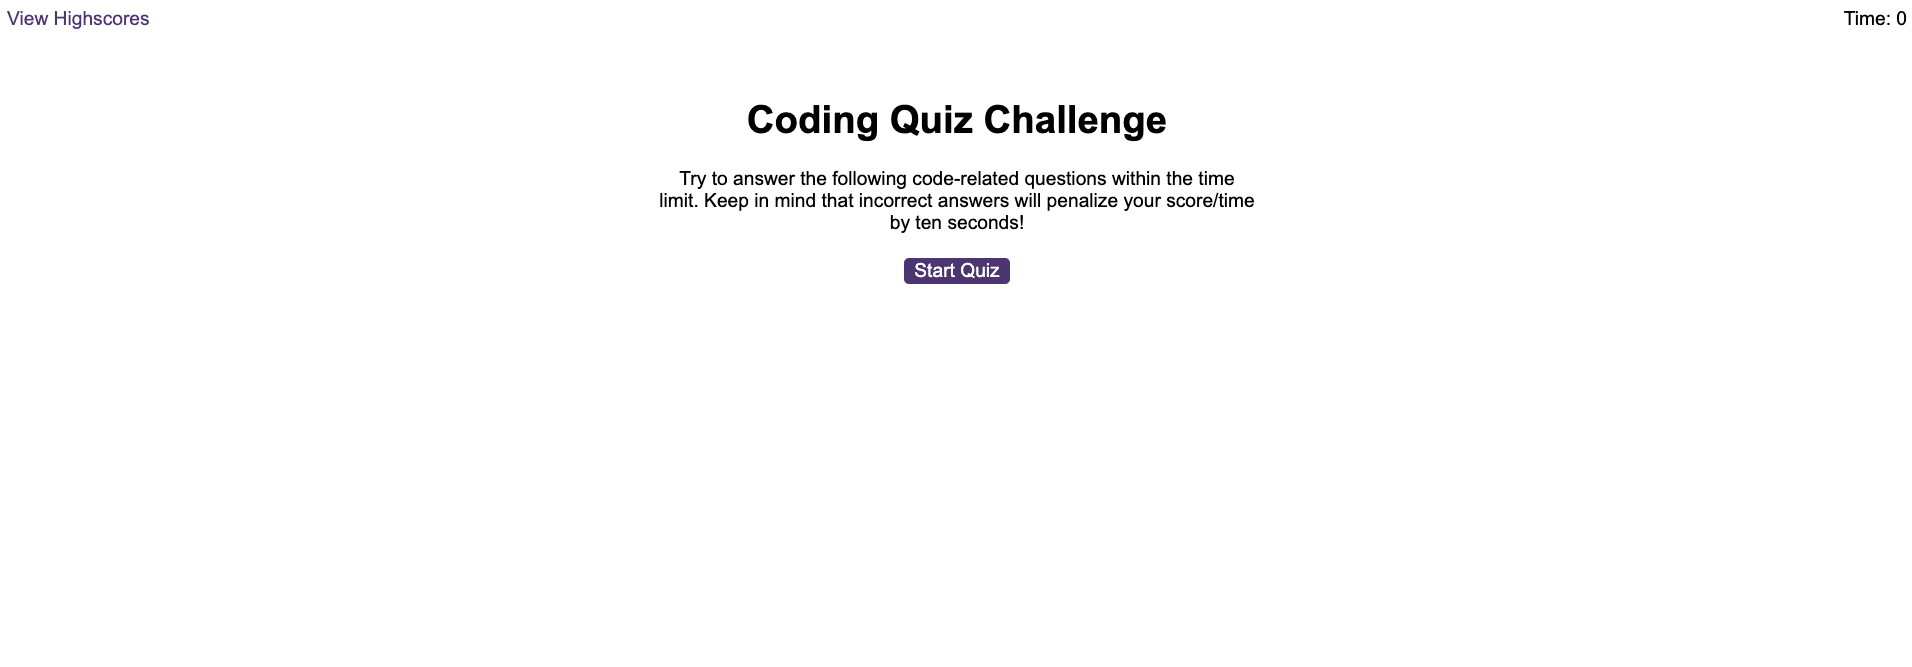 View Highscores
Time: 0
Coding Quiz Challenge
Try to answer the following code-related questions within the time
limit. Keep in mind that incorrect answers will penalize your score/time
by ten seconds!
Start Quiz